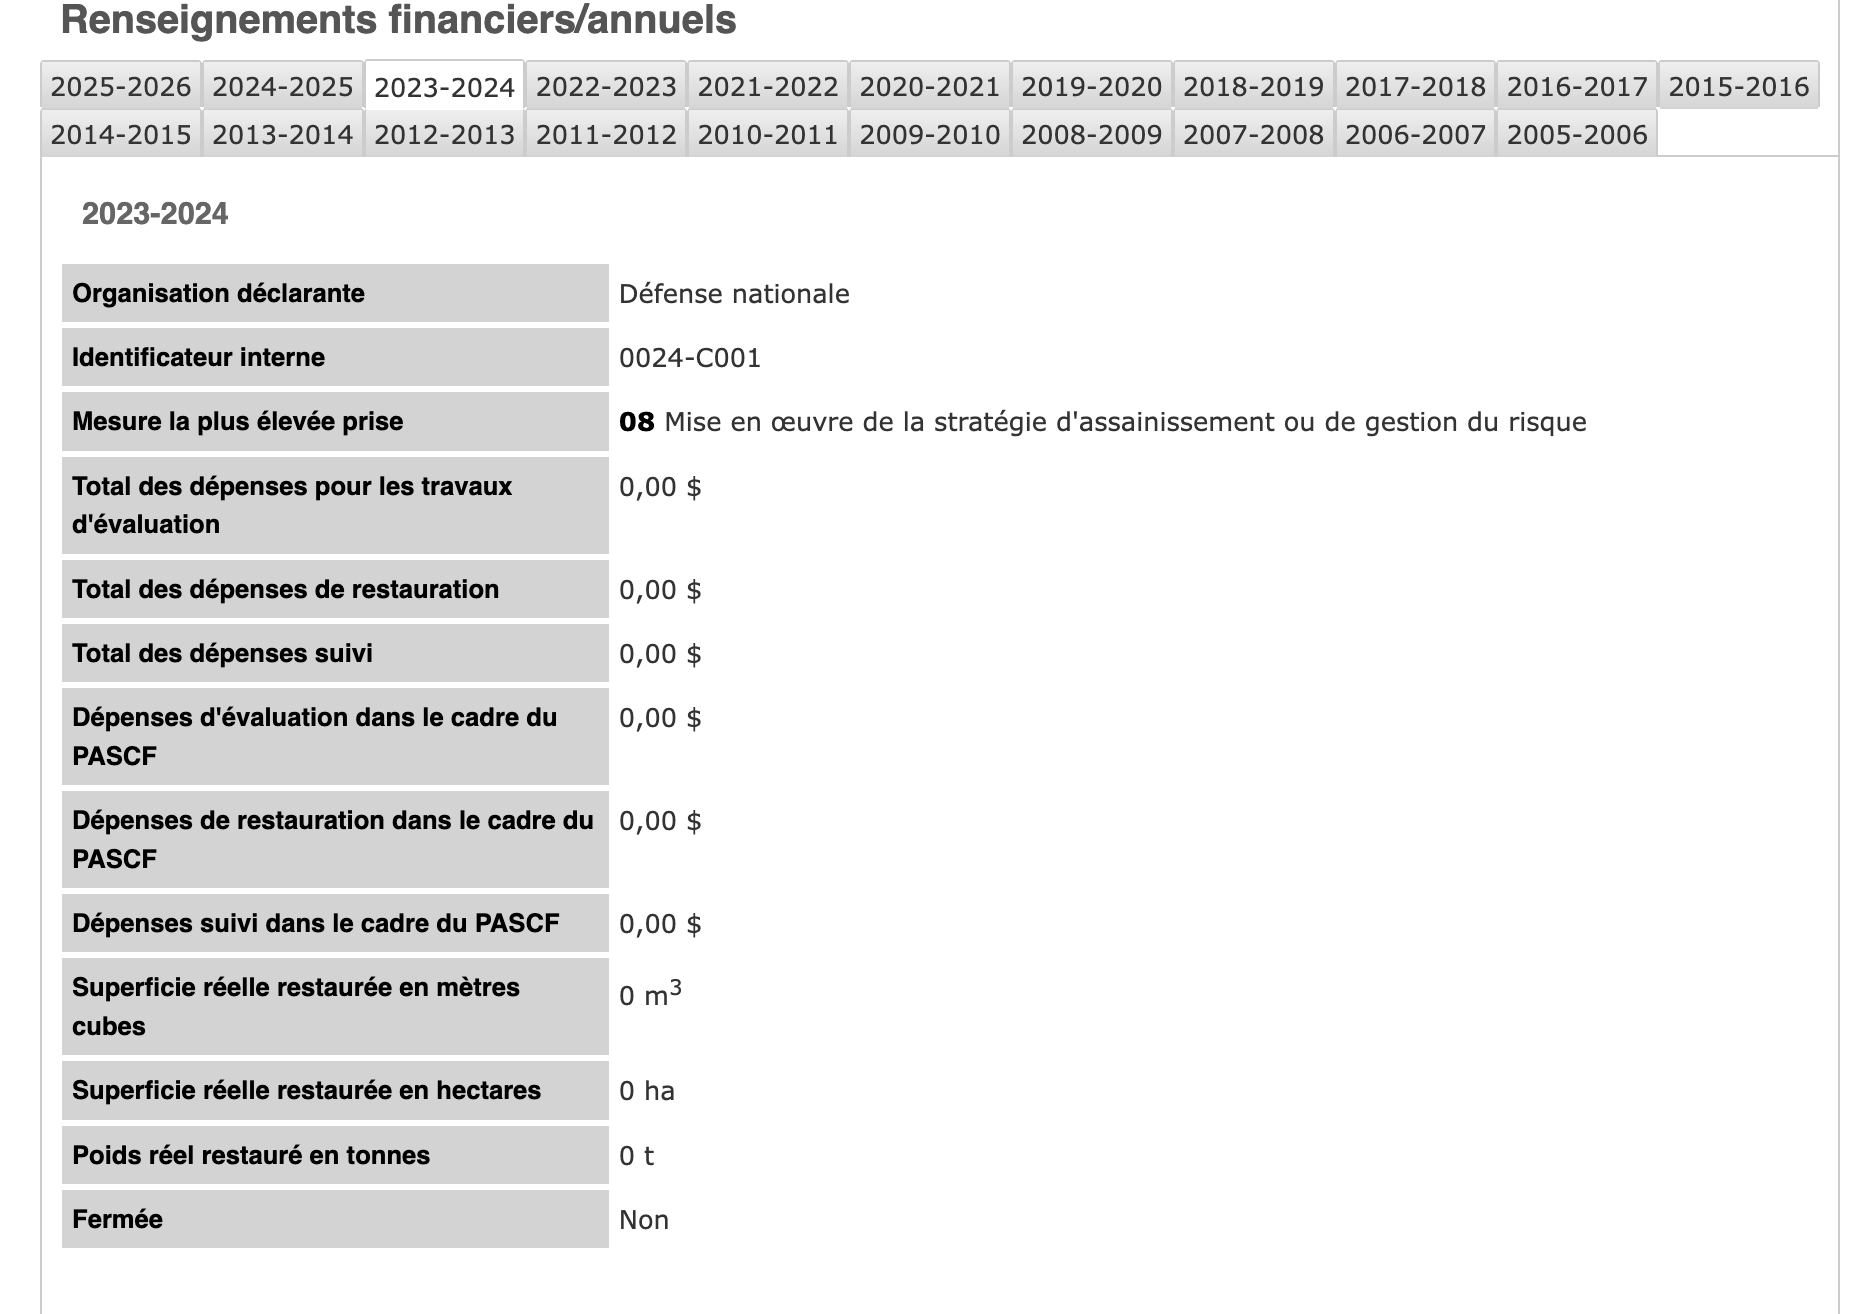 Renseignements financiers/annuels
2025-2026 2024-2025 2023-2024 2022-2023 2021-2022 2020-2021 2019-2020 2018-2019 2017-2018 2016-2017 2015-2016
2014-2015 2013-2014 2012-2013 2011-2012 2010-2011 2009-2010 2008-2009 2007-2008 2006-2007 2005-2006
2023-2024
Organisation déclarante Défense nationale
Identificateur interne 0024-C001
Mesure la plus élevée prise 08 Mise en œuvre de la stratégie d'assainissement ou de gestion du risque
Total des dépenses pour les travaux 0,00 $
d'évaluation
Total des dépenses de restauration 0,00 $
Total des dépenses suivi 0,00 $
Dépenses d'évaluation dans le cadre du 0,00 $
PASCF
Dépenses de restauration dans le cadre du 0,00 $
PASCF
Dépenses suivi dans le cadre du PASCF 0,00 $
Superficie réelle restaurée en mètres 0 m³
cubes
Superficie réelle restaurée en hectares 0 ha
Poids réel restauré en tonnes 0 t
Fermée Non